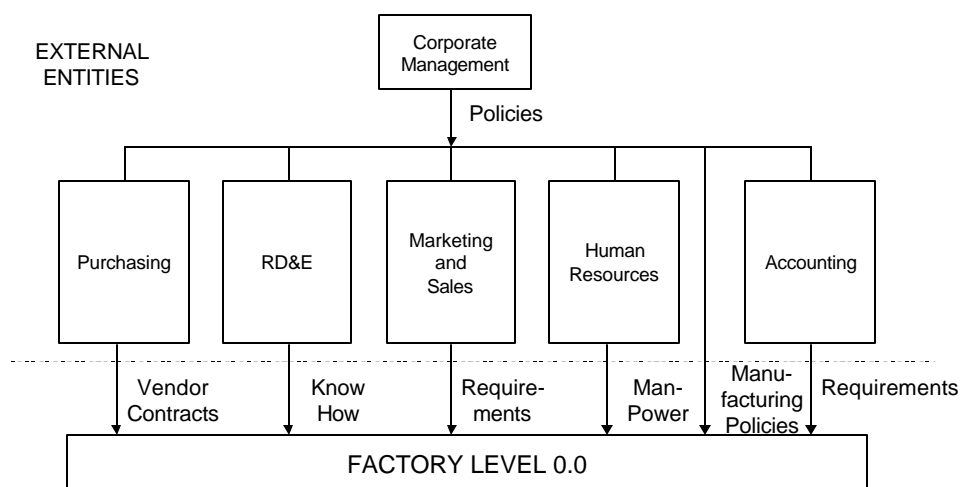 EXTERNAL
ENTITIES
Corporate
Management
Policies
Purchasing
RD&E
Marketing
and
Sales
Human
Resources
Accounting
Vendor
Contracts
Know
How
Require-
ments
Man-
Power
Manu-
facturing
Policies
Requirements
FACTORY LEVEL 0.0